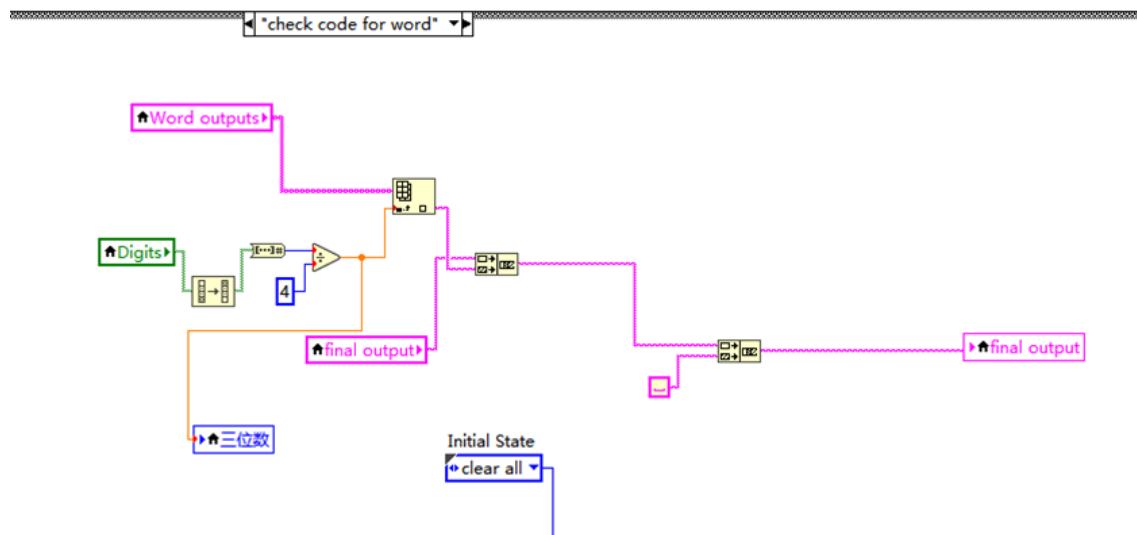 "check code for word"
Word outputs
Digits
4
final output
final output
三位数
Initial State
clear all